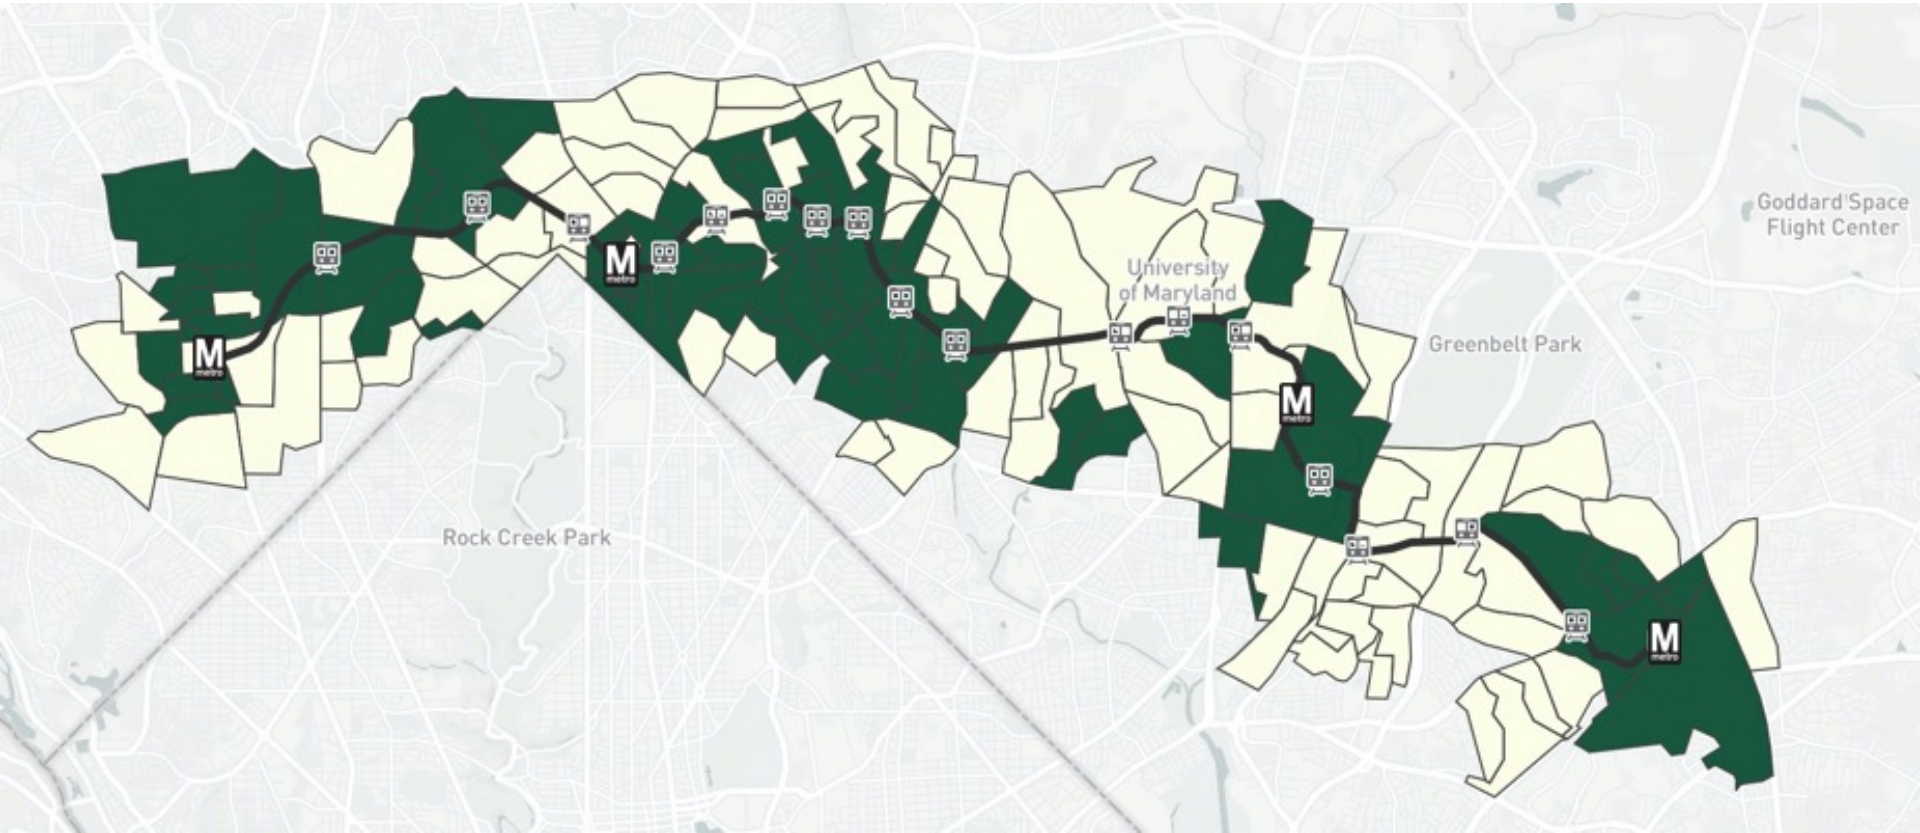 Goddard Space
Flight Center
M
metro
University
of Maryland
Greenbelt Park
M
metro
M
metro
Rock Creek Park
M
metro